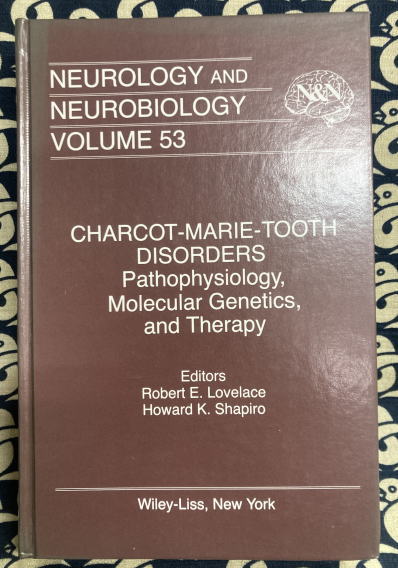 NEUROLOGY AND
NEUROBIOLOGY
VOLUME 53
N&N
CHARCOT-MARIE-TOOTH
DISORDERS
Pathophysiology,
Molecular Genetics,
and Therapy
Editors
Robert E. Lovelace
Howard K. Shapiro
Wiley-Liss, New York